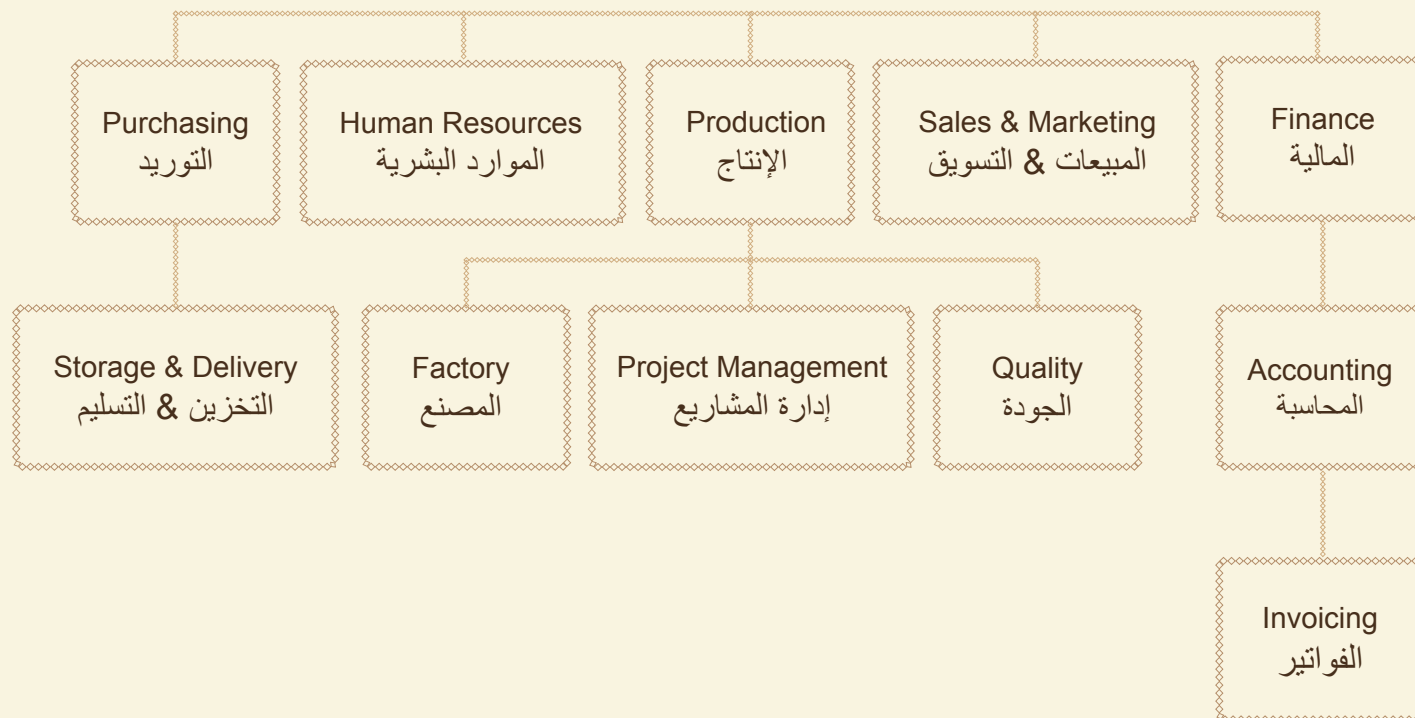 Purchasing
التوريد
Human Resources
الموارد البشرية
Production
الإنتاج
Sales & Marketing
المبيعات & التسويق
Finance
المالية
Storage & Delivery
التخزين & التسليم
Factory
المصنع
Project Management
إدارة المشاريع
Quality
الجودة
Accounting
المحاسبة
Invoicing
الفواتير